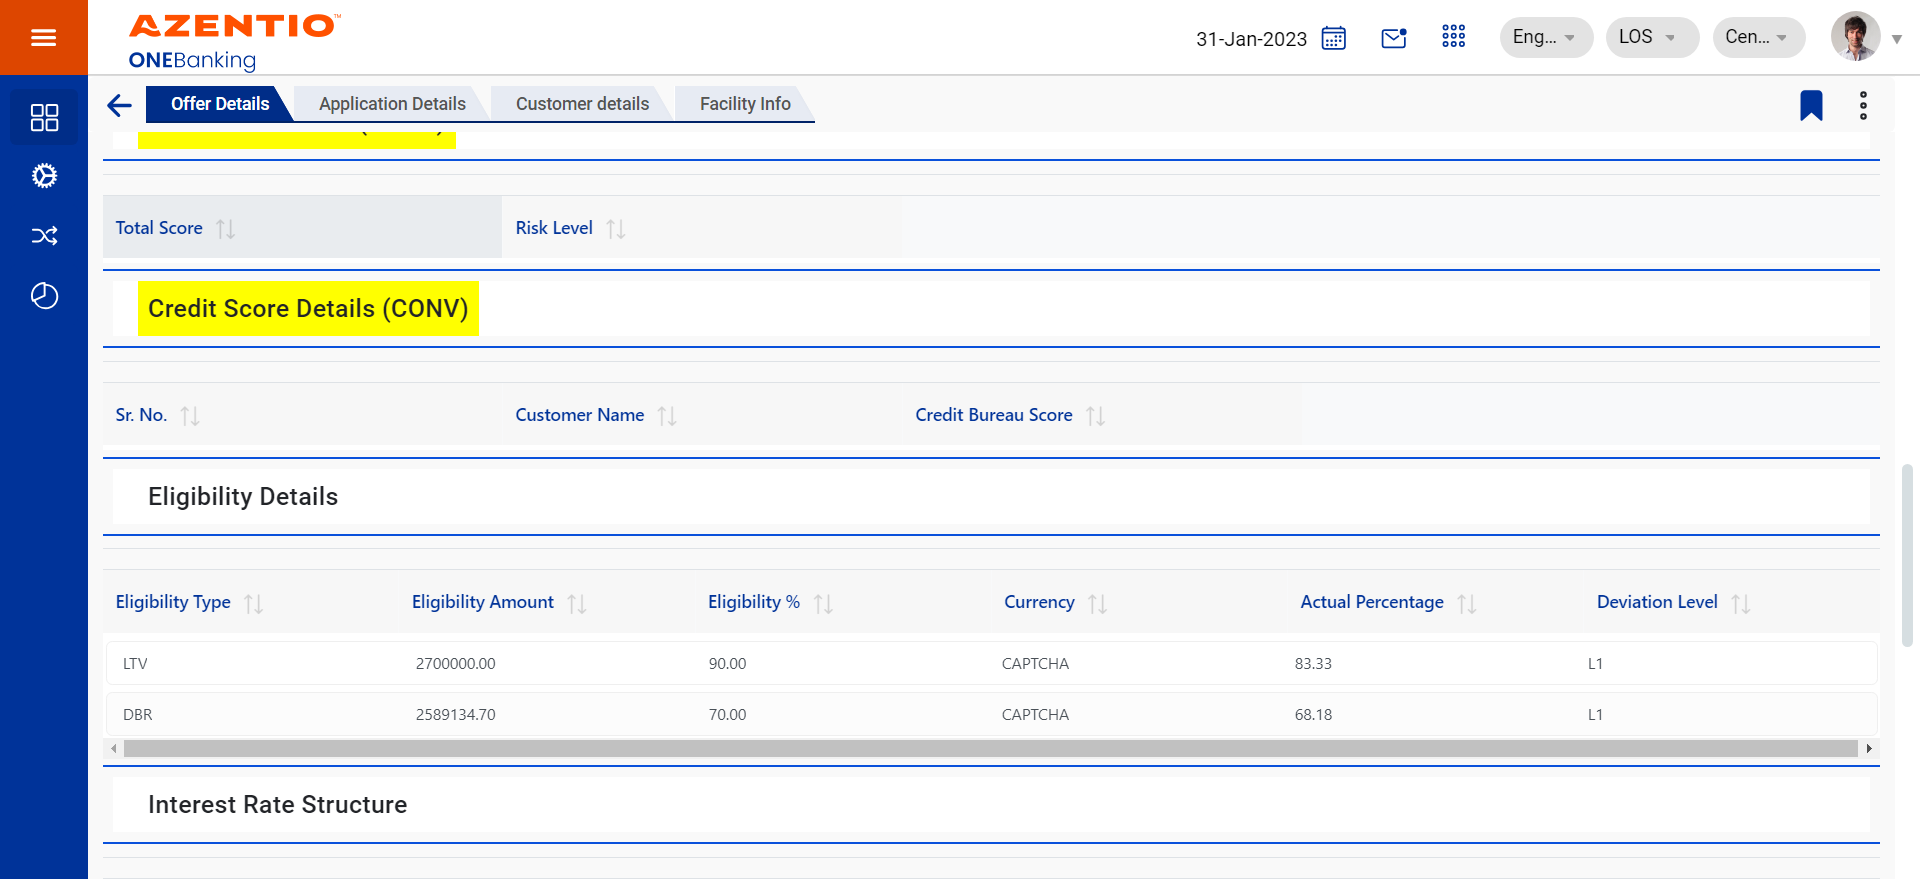 AZENTIO™
ONEBanking
31-Jan-2023
Eng...
LOS
Cen...
Offer Details
Application Details
Customer details
Facility Info
Total Score
Risk Level
Credit Score Details (CONV)
Sr. No.
Customer Name
Credit Bureau Score
Eligibility Details
Eligibility Type
Eligibility Amount
Eligibility %
Currency
Actual Percentage
Deviation Level
LTV
2700000.00
90.00
CAPTCHA
83.33
L1
DBR
2589134.70
70.00
CAPTCHA
68.18
L1
Interest Rate Structure